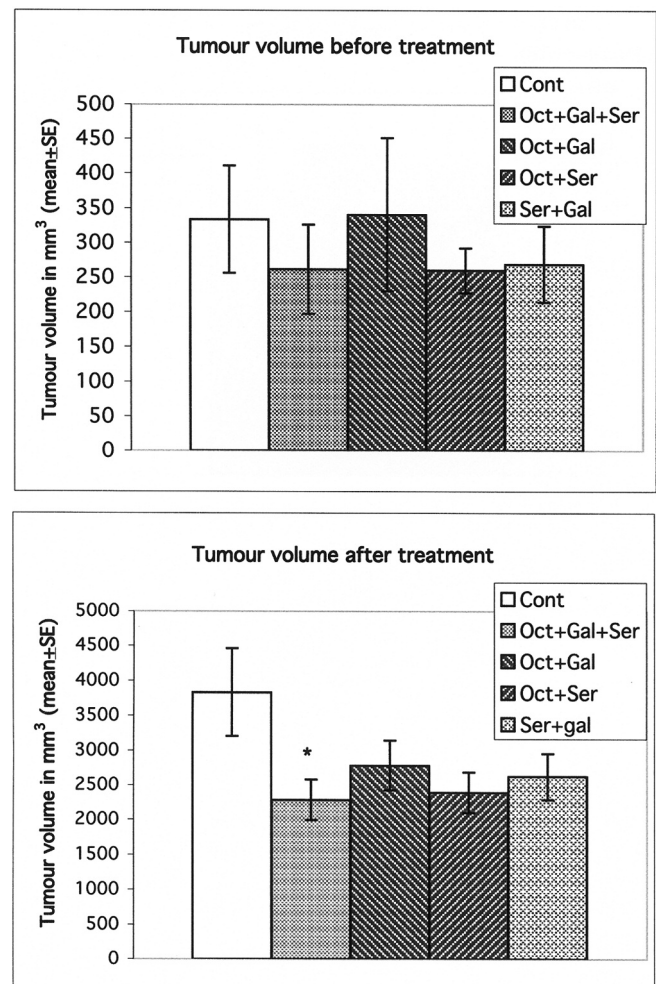 Tumour volume before treatment
Cont
Oct+Gal+Ser
Oct+Gal
Oct+Ser
Ser+Gal
Tumour volume in mm³ (mean±SE)
500
450
400
350
300
250
200
150
100
50
0
Tumour volume after treatment
Cont
Oct+Gal+Ser
Oct+Gal
Oct+Ser
Ser+gal
Tumour volume in mm³ (mean±SE)
5000
4500
4000
3500
3000
2500
2000
1500
1000
500
0
*